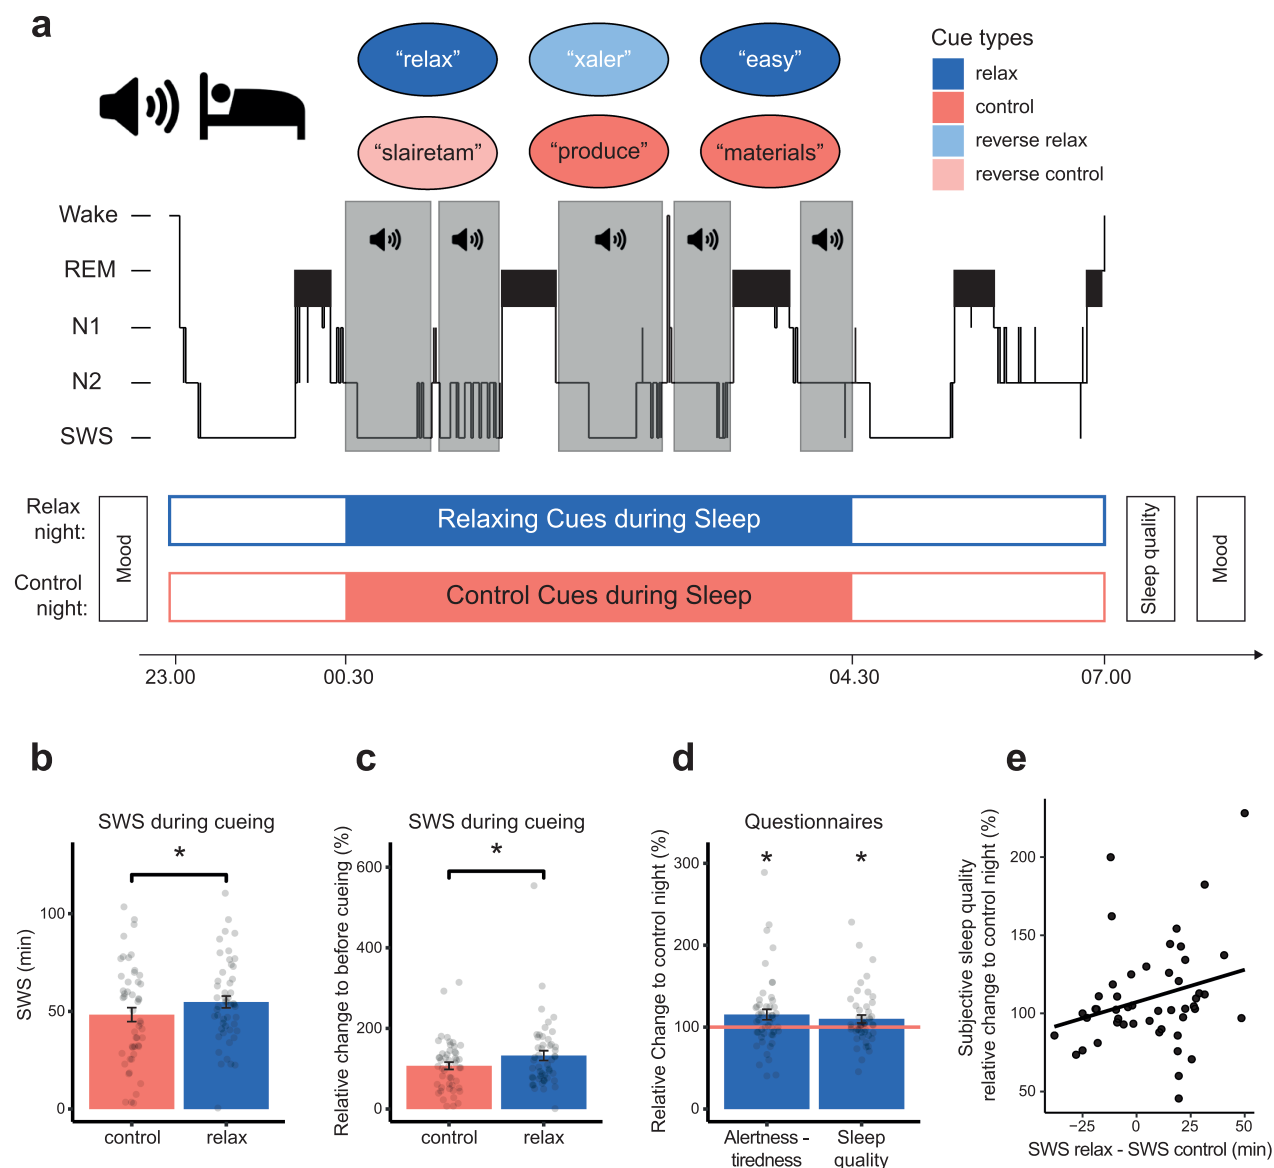 a
“relax”
“xaler”
“easy”
“slairetam”
“produce”
“materials”
Cue types
relax
control
reverse relax
reverse control
Wake
REM
N1
N2
SWS
Relax
night:
Control
night:
Mood
Relaxing Cues during Sleep
Control Cues during Sleep
Sleep quality
Mood
23.00
00.30
04.30
07.00
b
SWS during cueing
*
SWS (min)
100
50
0
control
relax
c
SWS during cueing
*
Relative change to before cueing (%)
600
400
200
0
control
relax
d
Questionnaires
*
*
Relative Change to control night (%)
300
200
100
0
Alertness -
tiredness
Sleep
quality
e
Subjective sleep quality
relative change to control night (%)
200
150
100
50
−25
0
25
50
SWS relax - SWS control (min)